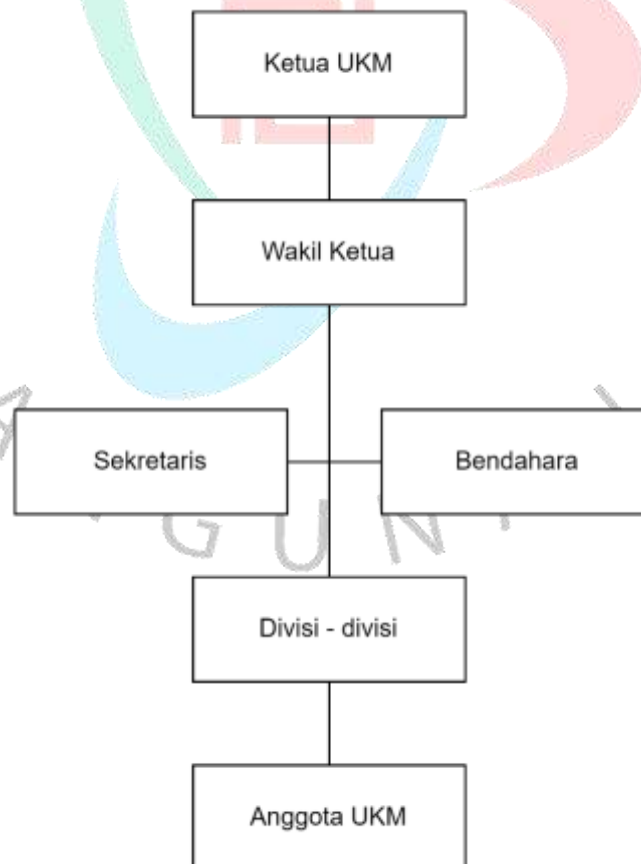 Ketua UKM
Wakil Ketua
Sekretaris
Bendahara
Divisi - divisi
Anggota UKM